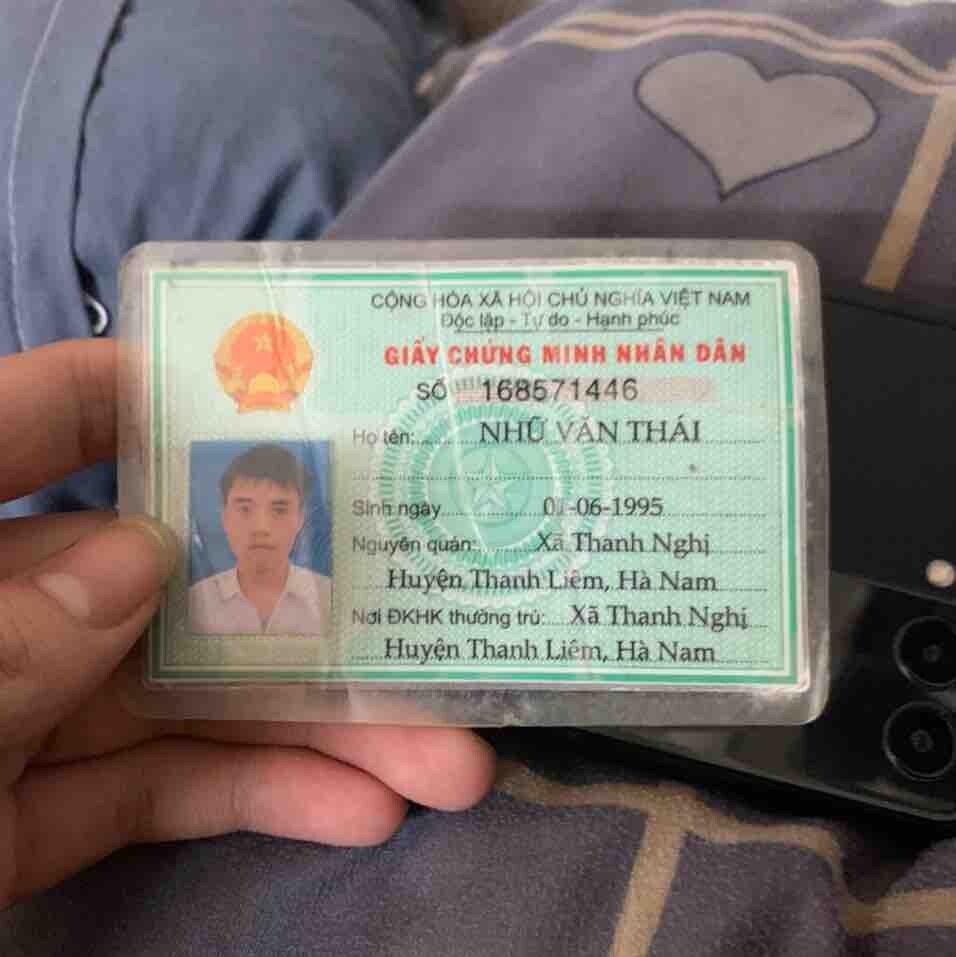 CỘNG HÒA XÃ HỘI CHỦ NGHĨA VIỆT NAM
Độc lập - Tự do - Hạnh phúc
GIẤY CHỨNG MINH NHÂN DÂN
SỐ 168571446
Họ tên: NHỮ VĂN THÁI
Sinh ngày -06-1995
Nguyên quán: Xã Thanh Nghị
Huyện Thanh Liêm, Hà Nam
Nơi ĐKHK thường trú: Xã Thanh Nghị
Huyện Thanh Liêm, Hà Nam